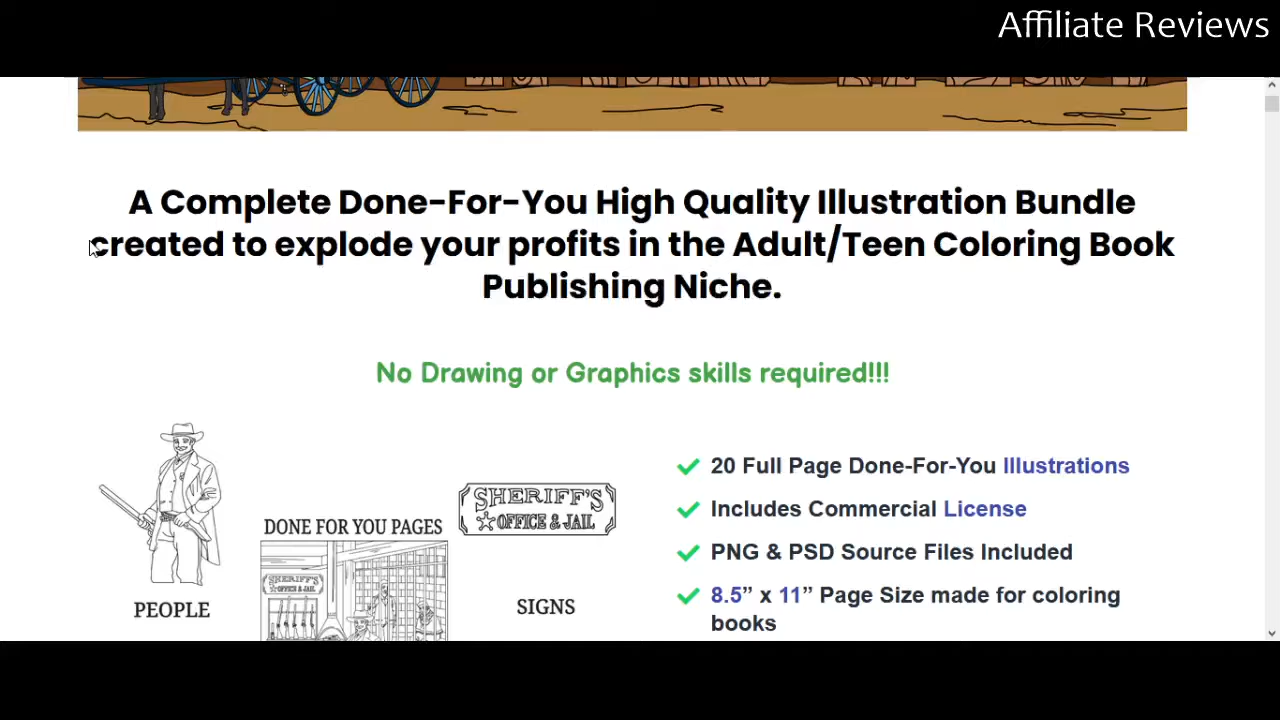 Affiliate Reviews
A Complete Done-For-You High Quality Illustration Bundle
created to explode your profits in the Adult/Teen Coloring Book
Publishing Niche.
No Drawing or Graphics skills required!!!
SHERIFF'S
OFFICE & JAIL
DONE FOR YOU PAGES
SHERIFF'S
OFFICE & JAIL
PEOPLE
SIGNS
20 Full Page Done-For-You Illustrations
Includes Commercial License
PNG & PSD Source Files Included
8.5” x 11” Page Size made for coloring
books